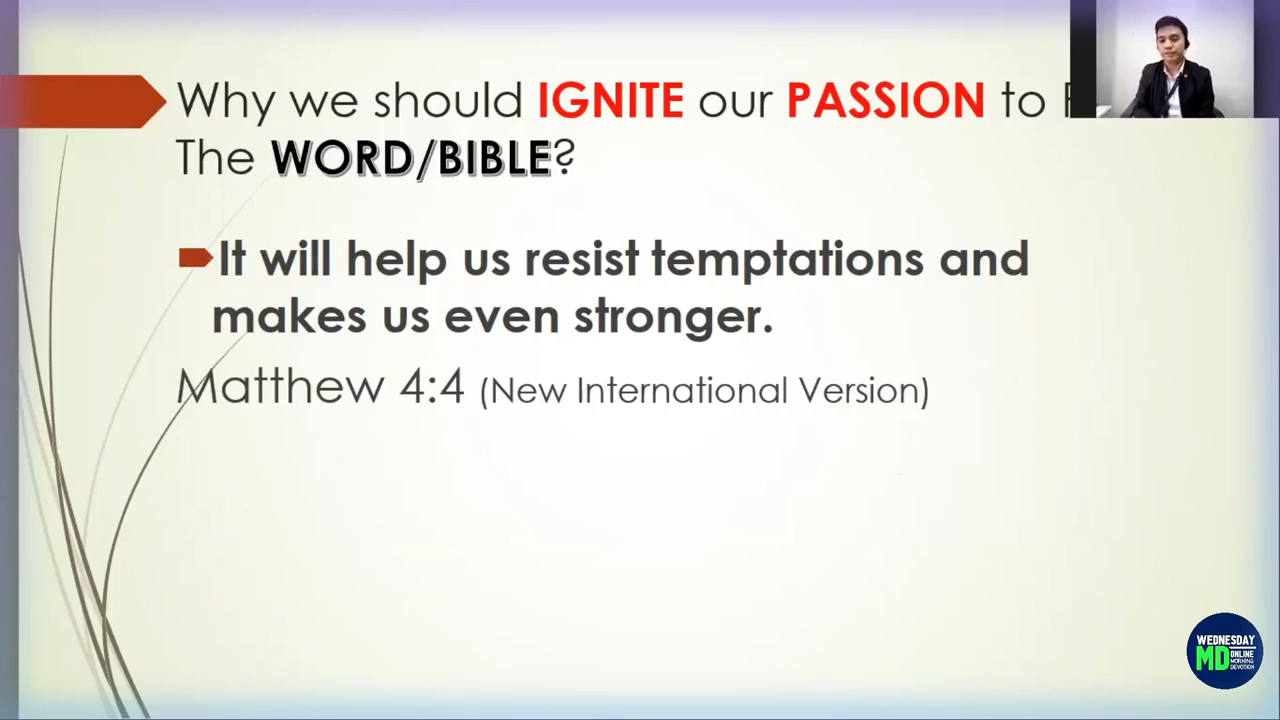 Why we should IGNITE our PASSION to
The WORD/BIBLE?
It will help us resist temptations and
makes us even stronger.
Matthew 4:4 (New International Version)
WEDNESDAY
MD ONLINE
MORNING
DEVOTION